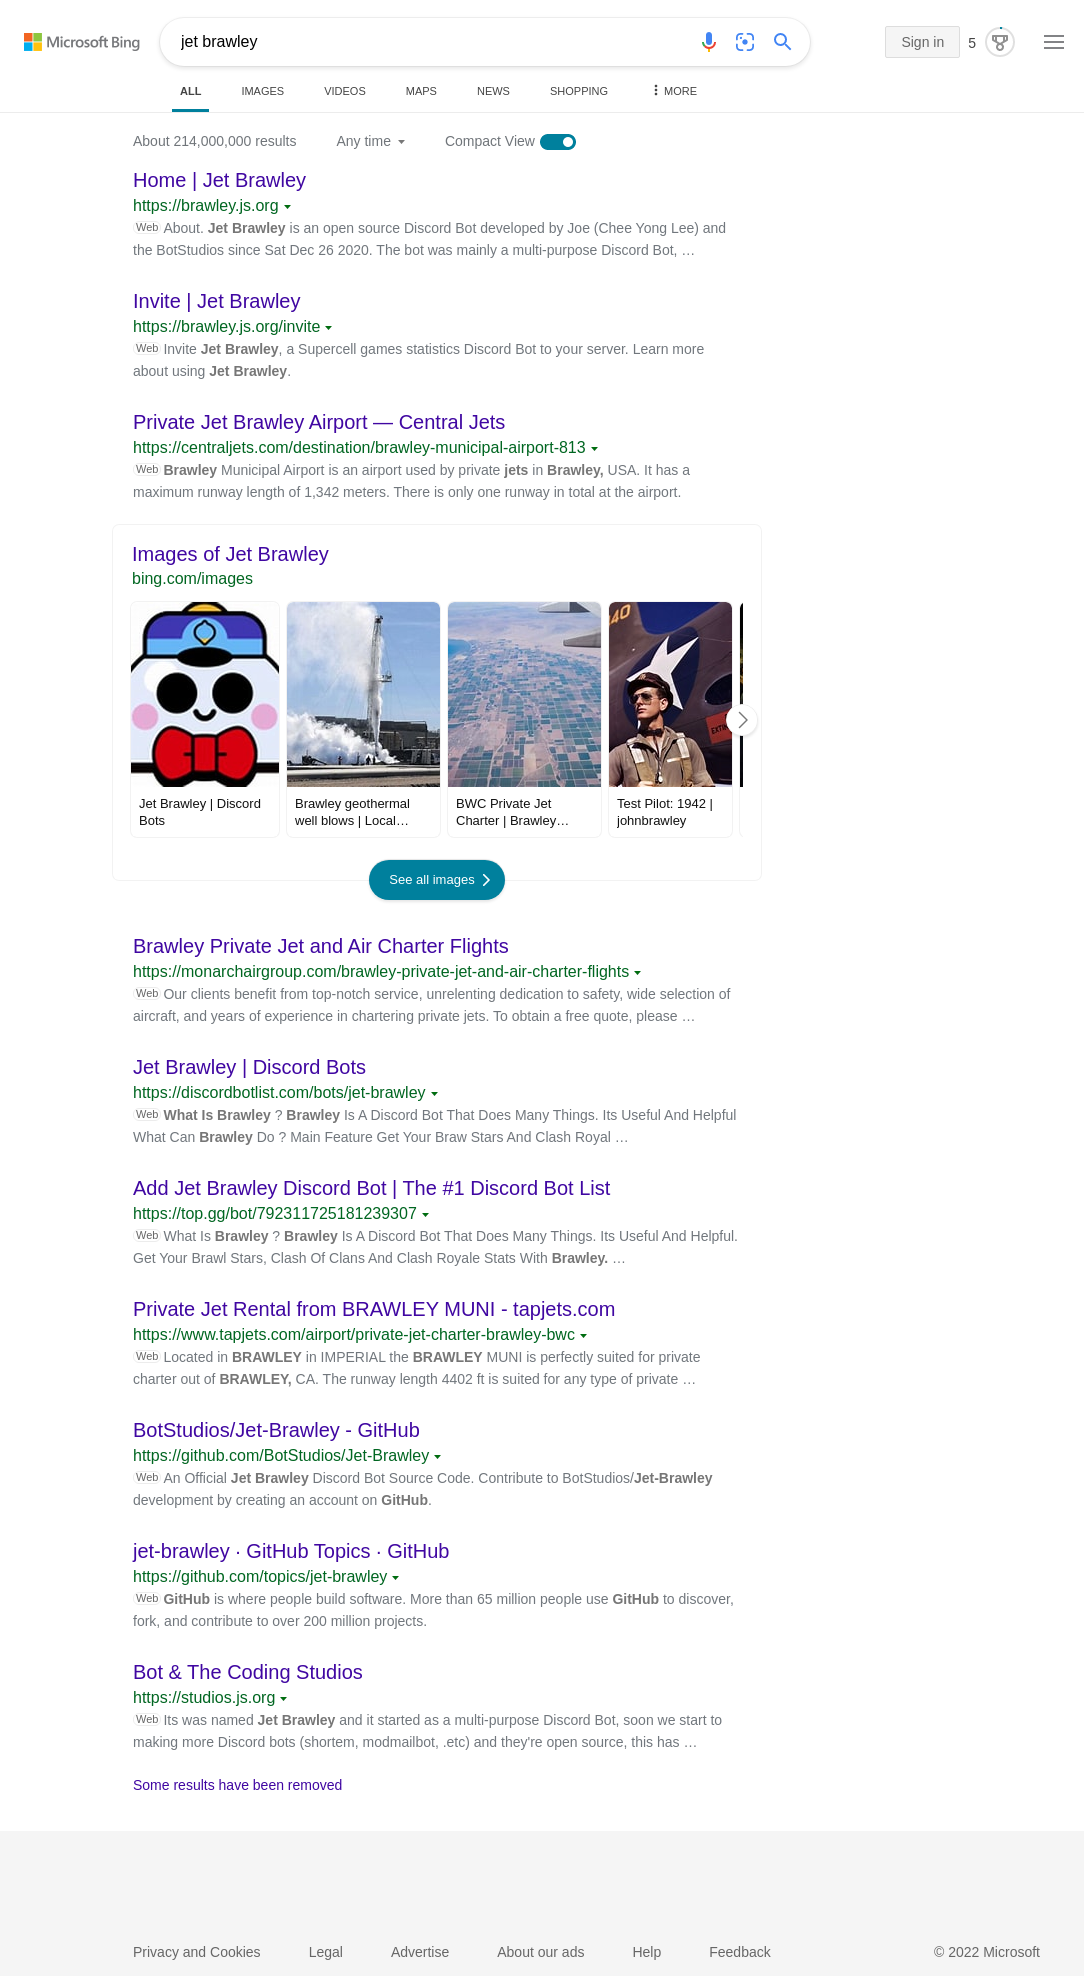 Microsoft Bing
jet brawley
Sign in
5
ALL IMAGES VIDEOS MAPS NEWS SHOPPING MORE
About 214,000,000 results Any time Compact View
Home | Jet Brawley
https://brawley.js.org
Web About. Jet Brawley is an open source Discord Bot developed by Joe (Chee Yong Lee) and
the BotStudios since Sat Dec 26 2020. The bot was mainly a multi-purpose Discord Bot, …
Invite | Jet Brawley
https://brawley.js.org/invite
Web Invite Jet Brawley, a Supercell games statistics Discord Bot to your server. Learn more
about using Jet Brawley.
Private Jet Brawley Airport — Central Jets
https://centraljets.com/destination/brawley-municipal-airport-813
Web Brawley Municipal Airport is an airport used by private jets in Brawley, USA. It has a
maximum runway length of 1,342 meters. There is only one runway in total at the airport.
Images of Jet Brawley
bing.com/images
40
EXTIN
Jet Brawley | Discord
Bots
Brawley geothermal
well blows | Local…
BWC Private Jet
Charter | Brawley…
Test Pilot: 1942 |
johnbrawley
See all images
Brawley Private Jet and Air Charter Flights
https://monarchairgroup.com/brawley-private-jet-and-air-charter-flights
Web Our clients benefit from top-notch service, unrelenting dedication to safety, wide selection of
aircraft, and years of experience in chartering private jets. To obtain a free quote, please …
Jet Brawley | Discord Bots
https://discordbotlist.com/bots/jet-brawley
Web What Is Brawley ? Brawley Is A Discord Bot That Does Many Things. Its Useful And Helpful
What Can Brawley Do ? Main Feature Get Your Braw Stars And Clash Royal …
Add Jet Brawley Discord Bot | The #1 Discord Bot List
https://top.gg/bot/792311725181239307
Web What Is Brawley ? Brawley Is A Discord Bot That Does Many Things. Its Useful And Helpful.
Get Your Brawl Stars, Clash Of Clans And Clash Royale Stats With Brawley. …
Private Jet Rental from BRAWLEY MUNI - tapjets.com
https://www.tapjets.com/airport/private-jet-charter-brawley-bwc
Web Located in BRAWLEY in IMPERIAL the BRAWLEY MUNI is perfectly suited for private
charter out of BRAWLEY, CA. The runway length 4402 ft is suited for any type of private …
BotStudios/Jet-Brawley - GitHub
https://github.com/BotStudios/Jet-Brawley
Web An Official Jet Brawley Discord Bot Source Code. Contribute to BotStudios/Jet-Brawley
development by creating an account on GitHub.
jet-brawley · GitHub Topics · GitHub
https://github.com/topics/jet-brawley
Web GitHub is where people build software. More than 65 million people use GitHub to discover,
fork, and contribute to over 200 million projects.
Bot & The Coding Studios
https://studios.js.org
Web Its was named Jet Brawley and it started as a multi-purpose Discord Bot, soon we start to
making more Discord bots (shortem, modmailbot, .etc) and they're open source, this has …
Some results have been removed
Privacy and Cookies Legal Advertise About our ads Help Feedback © 2022 Microsoft